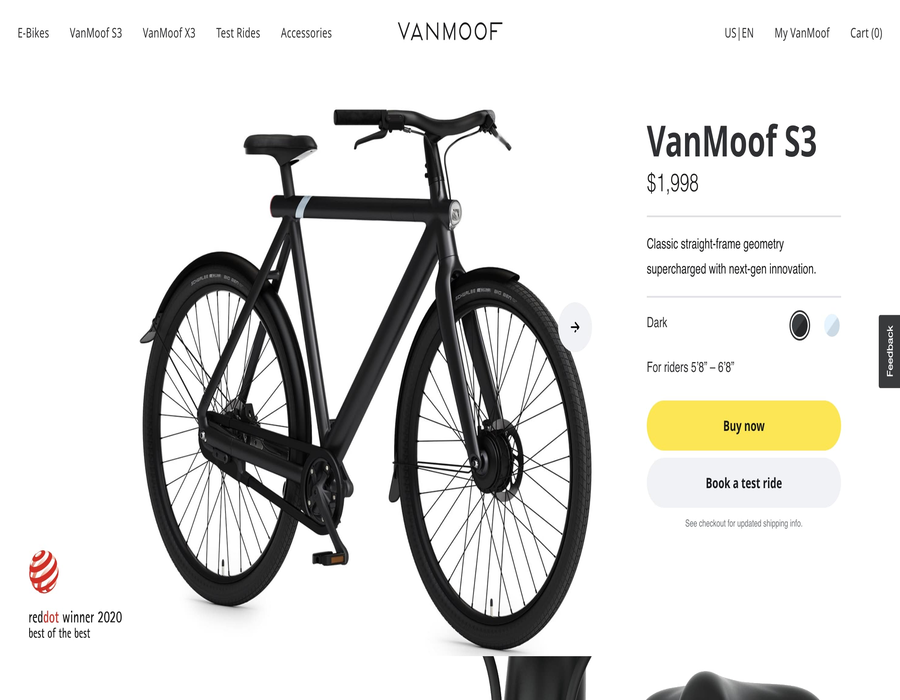 E-Bikes
VanMoof S3
VanMoof X3
Test Rides
Accessories
VANMOOF
US|EN
My VanMoof
Cart (0)
VanMoof S3
$1,998
Classic straight-frame geometry
supercharged with next-gen innovation.
Dark
For riders 5'8" – 6'8"
Buy now
Book a test ride
See checkout for updated shipping info.
Feedback
reddot winner 2020
best of the best